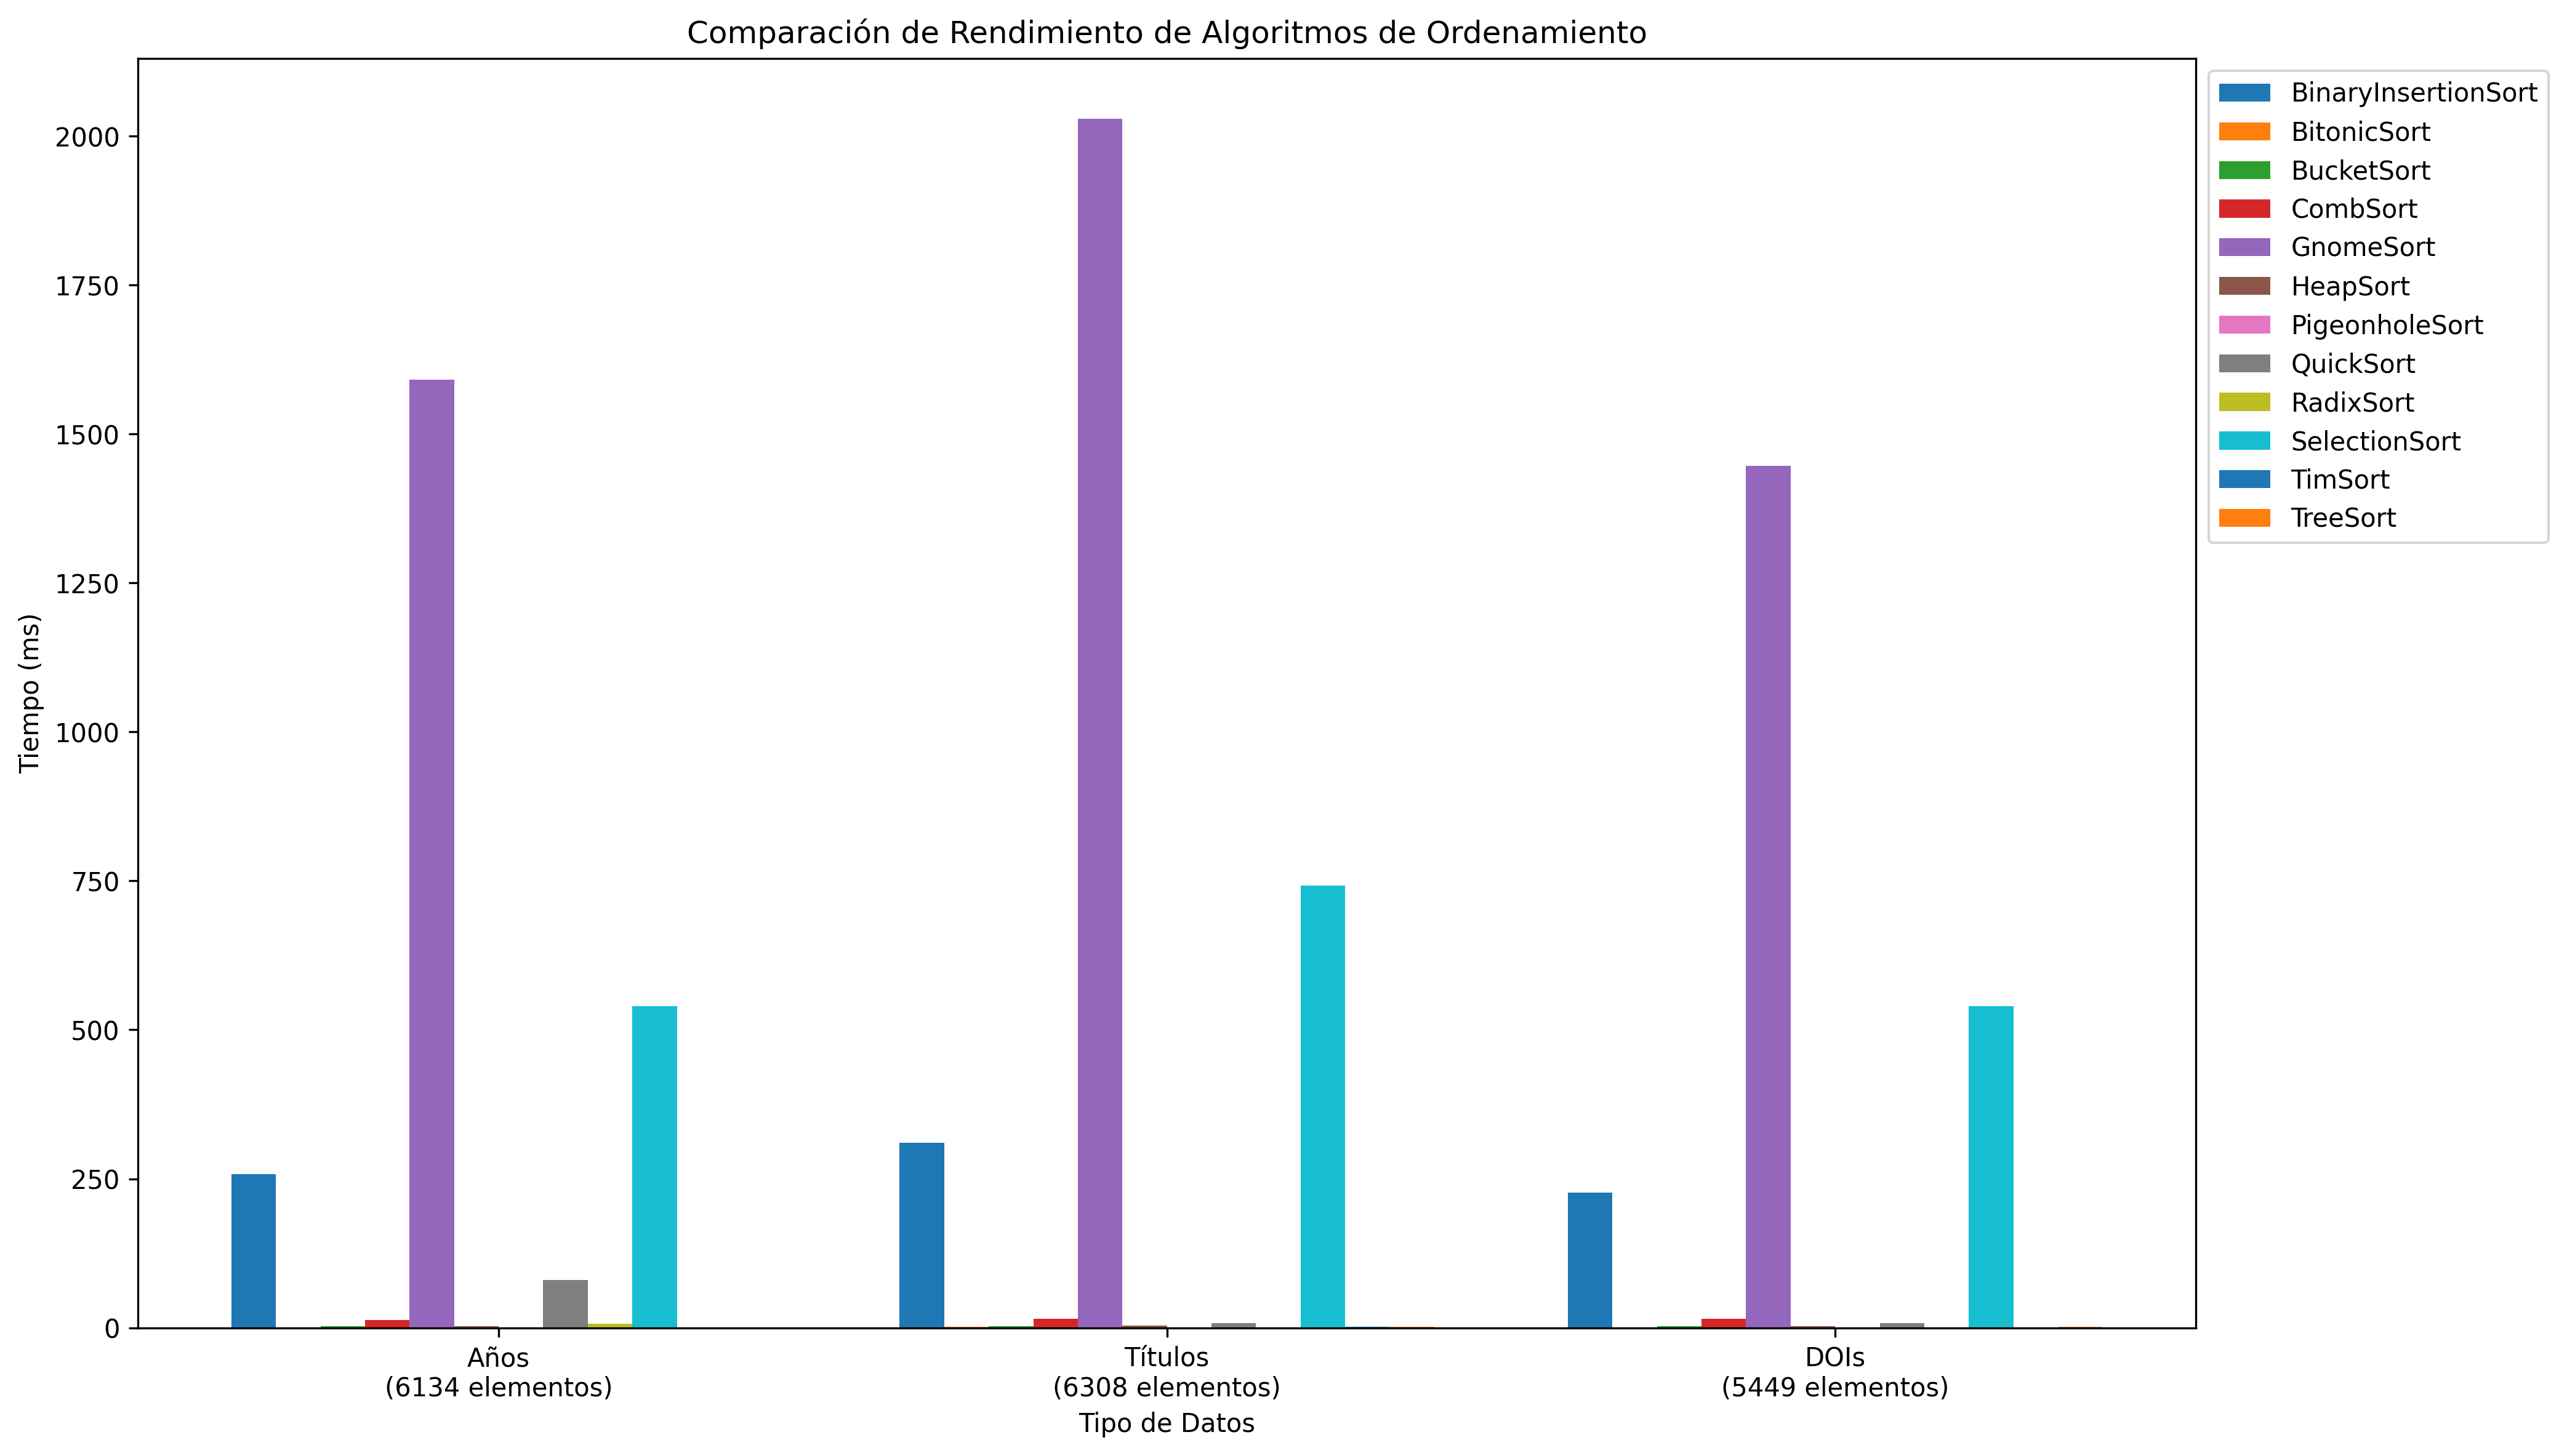 Comparación de Rendimiento de Algoritmos de Ordenamiento
Tiempo (ms)
2000
1750
1500
1250
1000
750
500
250
0
Años
(6134 elementos)
Títulos
(6308 elementos)
DOIs
(5449 elementos)
Tipo de Datos
BinaryInsertionSort
BitonicSort
BucketSort
CombSort
GnomeSort
HeapSort
PigeonholeSort
QuickSort
RadixSort
SelectionSort
TimSort
TreeSort